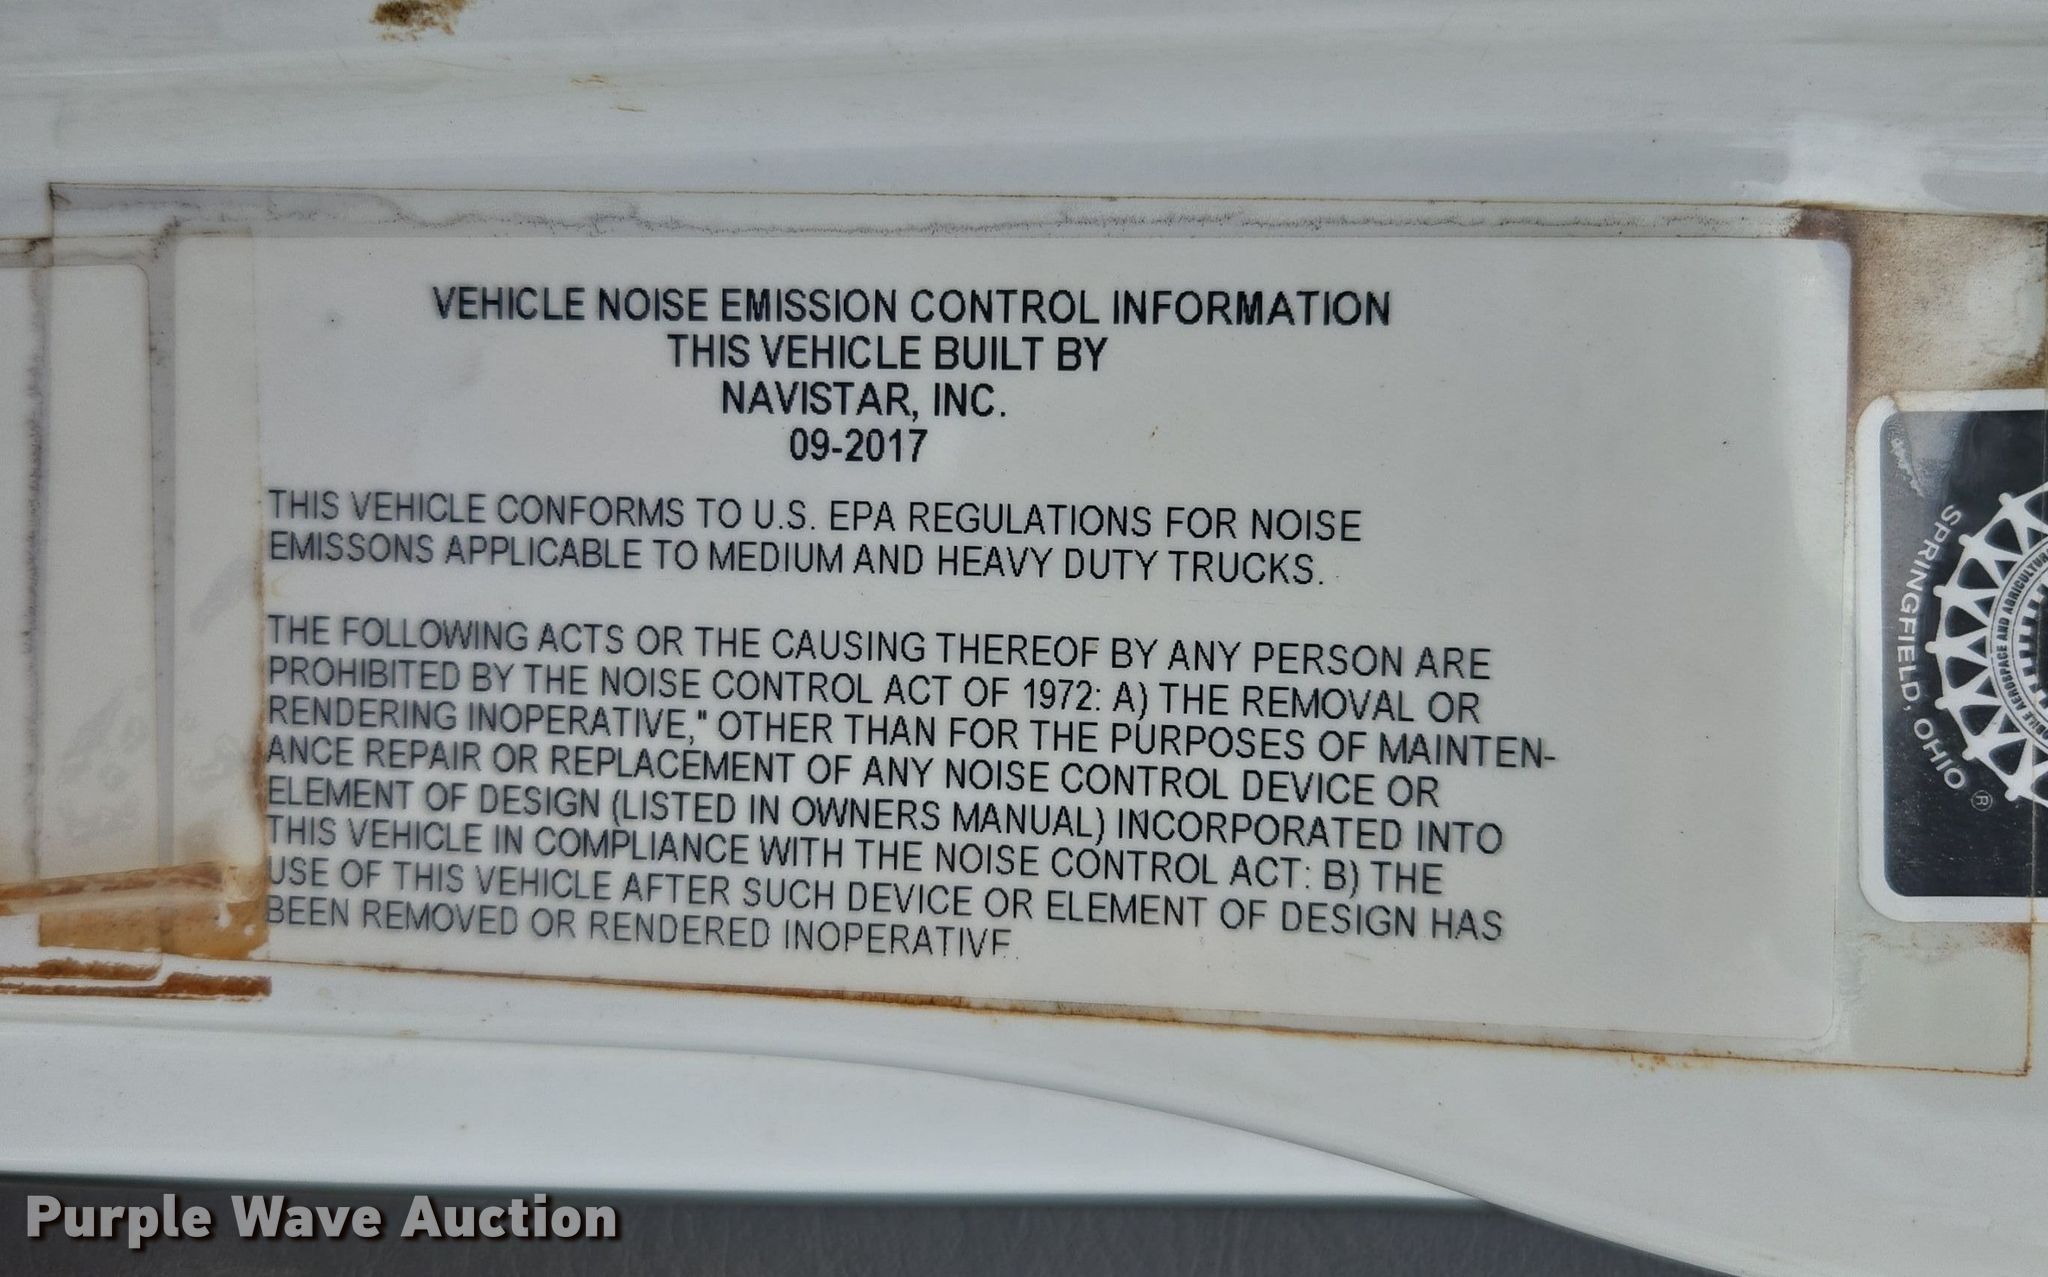 VEHICLE NOISE EMISSION CONTROL INFORMATION
THIS VEHICLE BUILT BY
NAVISTAR, INC.
09-2017
THIS VEHICLE CONFORMS TO U.S. EPA REGULATIONS FOR NOISE
EMISSONS APPLICABLE TO MEDIUM AND HEAVY DUTY TRUCKS.
THE FOLLOWING ACTS OR THE CAUSING THEREOF BY ANY PERSON ARE
PROHIBITED BY THE NOISE CONTROL ACT OF 1972: A) THE REMOVAL OR
RENDERING INOPERATIVE," OTHER THAN FOR THE PURPOSES OF MAINTEN-
ANCE REPAIR OR REPLACEMENT OF ANY NOISE CONTROL DEVICE OR
ELEMENT OF DESIGN (LISTED IN OWNERS MANUAL) INCORPORATED INTO
THIS VEHICLE IN COMPLIANCE WITH THE NOISE CONTROL ACT: B) THE
USE OF THIS VEHICLE AFTER SUCH DEVICE OR ELEMENT OF DESIGN HAS
BEEN REMOVED OR RENDERED INOPERATIVE.
SPRINGFIELD, OHIO ®
AEROSPACE AND
Purple Wave Auction